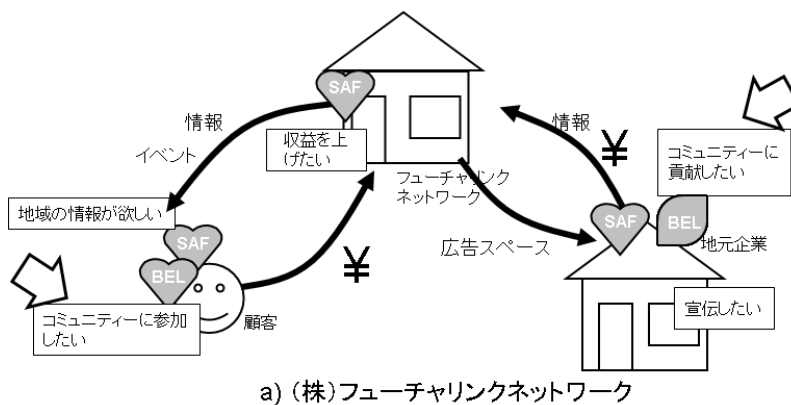 SAF
情報
イベント
収益を上
げたい
フューチャリンク
ネットワーク
情報
¥
コミュニティーに
貢献したい
地域の情報が欲しい
SAF
BEL
コミュニティーに参加
したい
顧客
¥
広告スペース
SAF
BEL
地元企業
宣伝したい
a) (株)フューチャリンクネットワーク